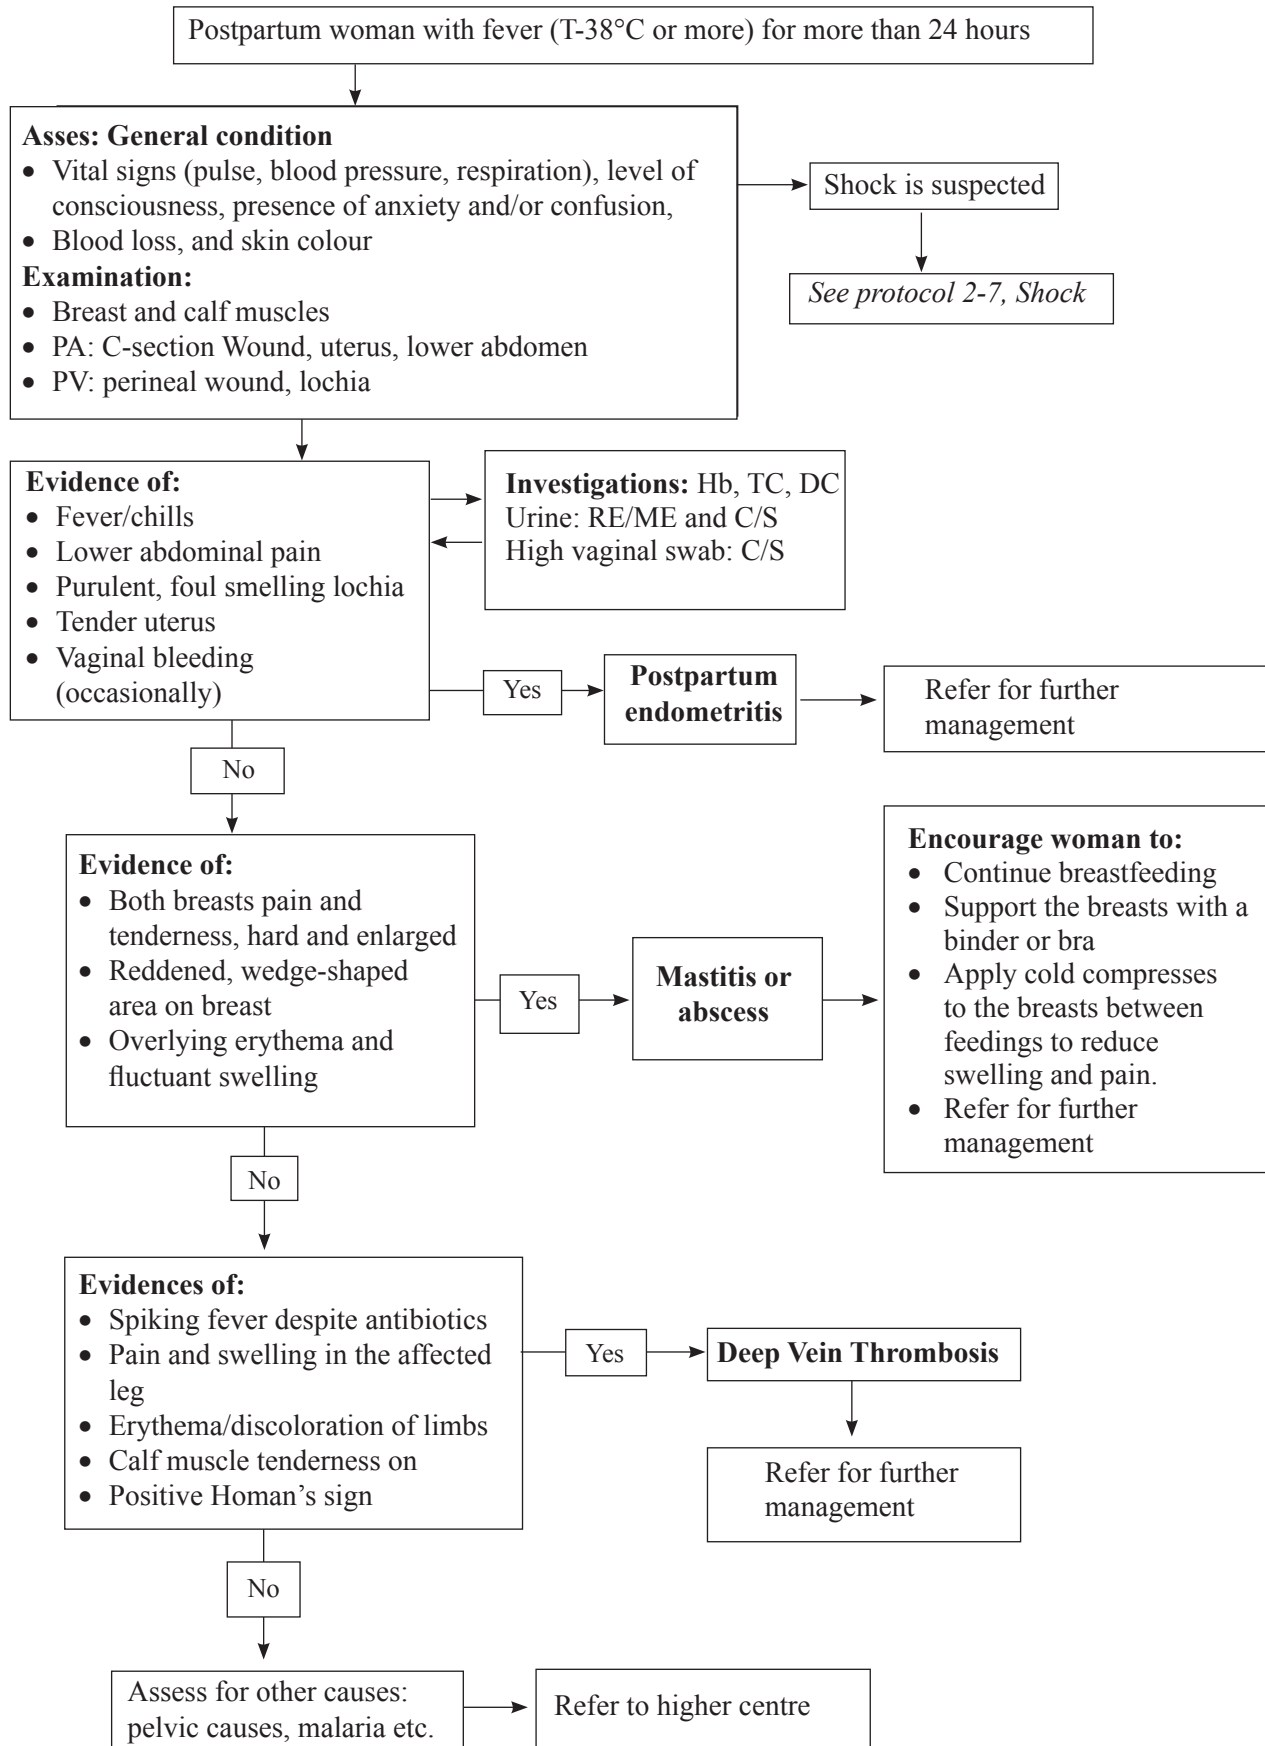 Postpartum woman with fever (T-38°C or more) for more than 24 hours
Asses: General condition
• Vital signs (pulse, blood pressure, respiration), level of
consciousness, presence of anxiety and/or confusion,
• Blood loss, and skin colour
Examination:
• Breast and calf muscles
• PA: C-section Wound, uterus, lower abdomen
• PV: perineal wound, lochia
Shock is suspected
See protocol 2-7, Shock
Evidence of:
• Fever/chills
• Lower abdominal pain
• Purulent, foul smelling lochia
• Tender uterus
• Vaginal bleeding
(occasionally)
Investigations: Hb, TC, DC
Urine: RE/ME and C/S
High vaginal swab: C/S
Yes
Postpartum
endometritis
Refer for further
management
No
Evidence of:
• Both breasts pain and
tenderness, hard and enlarged
• Reddened, wedge-shaped
area on breast
• Overlying erythema and
fluctuant swelling
Yes
Mastitis or
abscess
Encourage woman to:
• Continue breastfeeding
• Support the breasts with a
binder or bra
• Apply cold compresses
to the breasts between
feedings to reduce
swelling and pain.
• Refer for further
management
No
Evidences of:
• Spiking fever despite antibiotics
• Pain and swelling in the affected
leg
• Erythema/discoloration of limbs
• Calf muscle tenderness on
• Positive Homan’s sign
Yes
Deep Vein Thrombosis
Refer for further
management
No
Assess for other causes:
pelvic causes, malaria etc.
Refer to higher centre